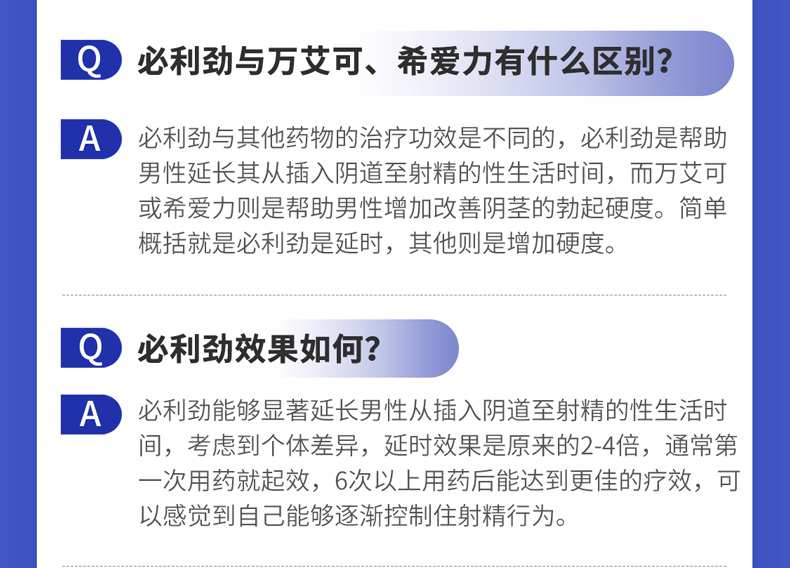 Q 必利劲与万艾可、希爱力有什么区别？
A 必利劲与其他药物的治疗功效是不同的，必利劲是帮助
男性延长其从插入阴道至射精的性生活时间，而万艾可
或希爱力则是帮助男性增加改善阴茎的勃起硬度。简单
概括就是必利劲是延时，其他则是增加硬度。
Q 必利劲效果如何？
A 必利劲能够显著延长男性从插入阴道至射精的性生活时
间，考虑到个体差异，延时效果是原来的2-4倍，通常第
一次用药就起效，6次以上用药后能达到更佳的疗效，可
以感觉到自己能够逐渐控制住射精行为。